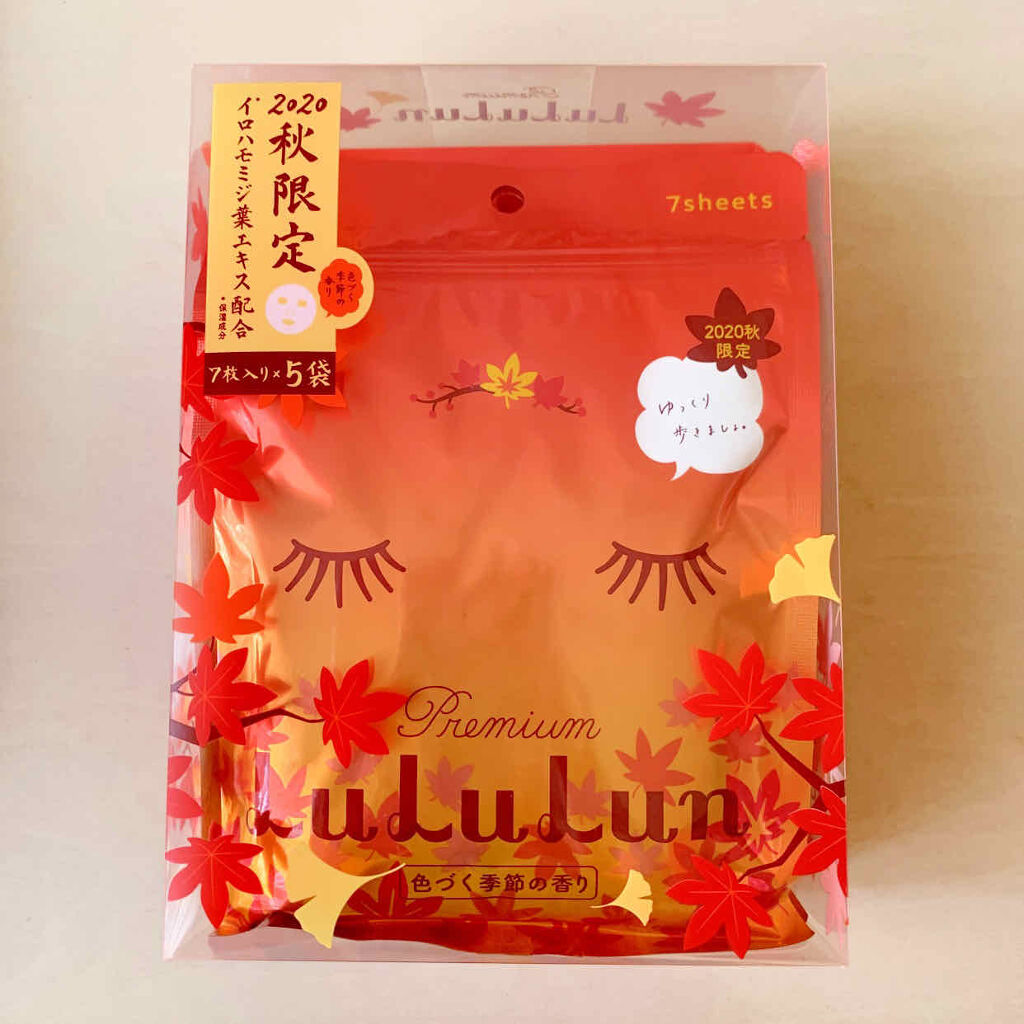 Premium
LuLuLun
2020
秋限定
イロハモミジ葉エキス配合
*保湿成分
色づく
季節の
香り
7枚入り×5袋
7sheets
2020秋
限定
ゆっくり
歩きましょ。
Premium
LuLuLun
色づく季節の香り